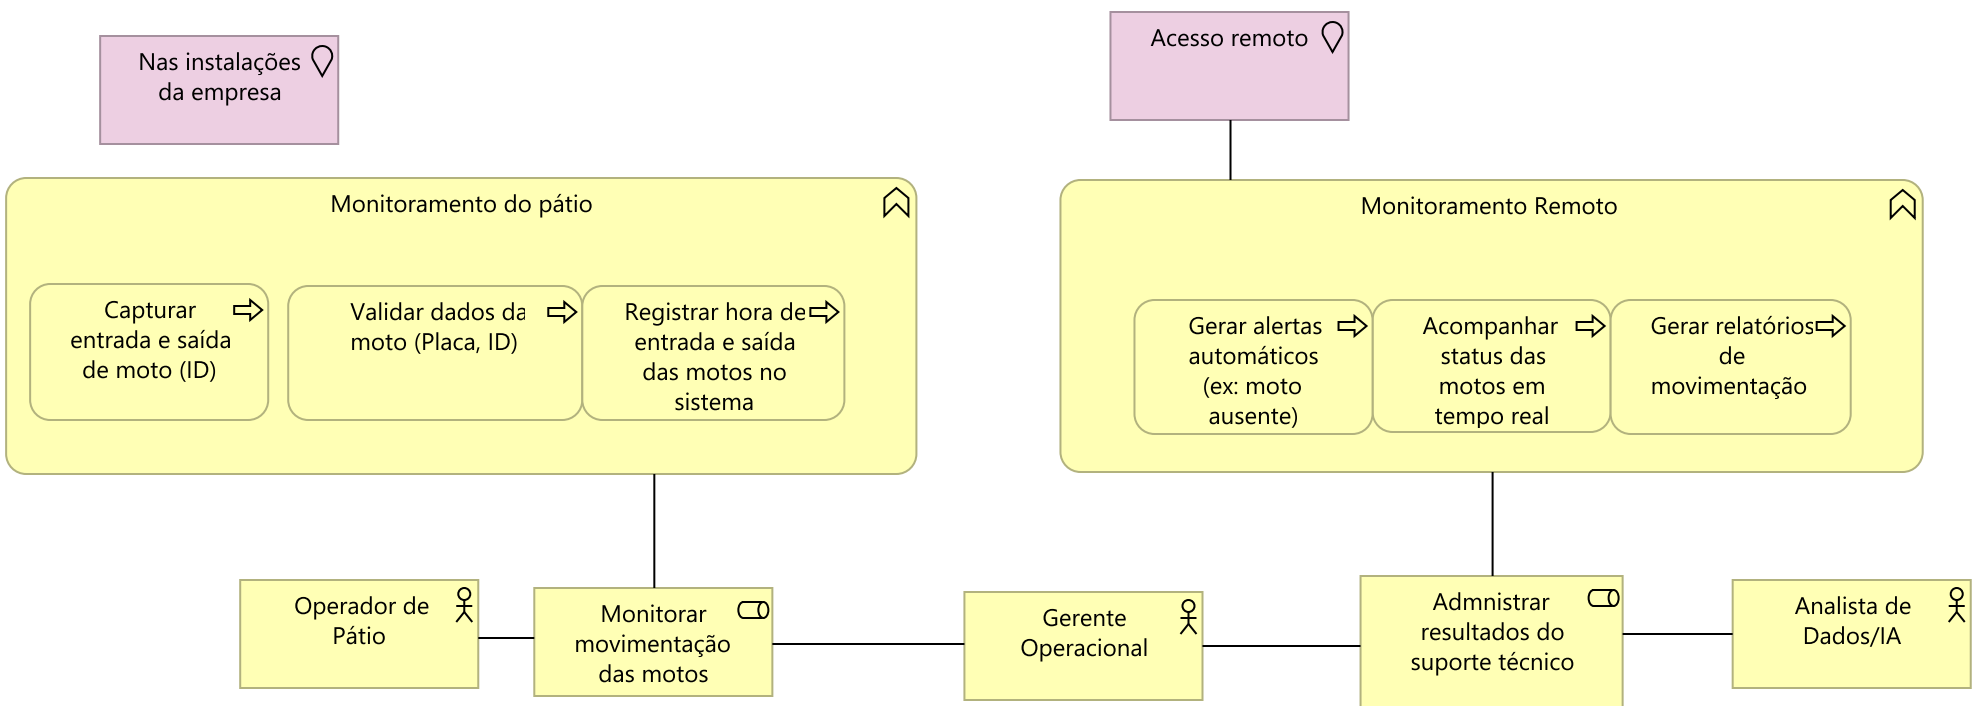 Nas instalações
da empresa
Acesso remoto
Monitoramento do pátio
Capturar
entrada e saída
de moto (ID)
Validar dados da
moto (Placa, ID)
Registrar hora de
entrada e saída
das motos no
sistema
Monitoramento Remoto
Gerar alertas
automáticos
(ex: moto
ausente)
Acompanhar
status das
motos em
tempo real
Gerar relatórios
de
movimentação
Operador de
Pátio
Monitorar
movimentação
das motos
Gerente
Operacional
Admnistrar
resultados do
suporte técnico
Analista de
Dados/IA